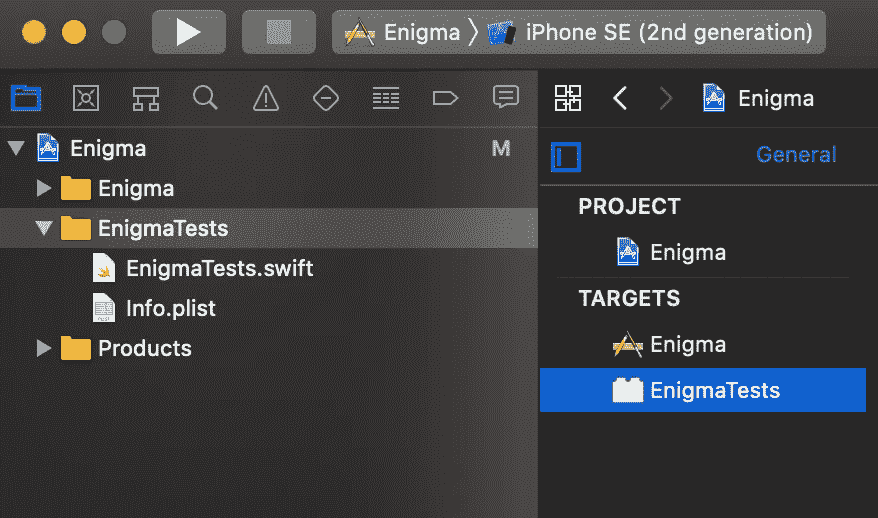 Enigma
iPhone SE (2nd generation)
Enigma
M
Enigma
EnigmaTests
EnigmaTests.swift
Info.plist
Products
Enigma
General
PROJECT
Enigma
TARGETS
Enigma
EnigmaTests